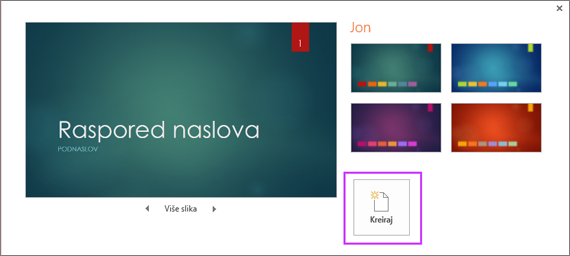 Jon
1
Raspored naslova
PODNASLOV
Više slika
Kreiraj